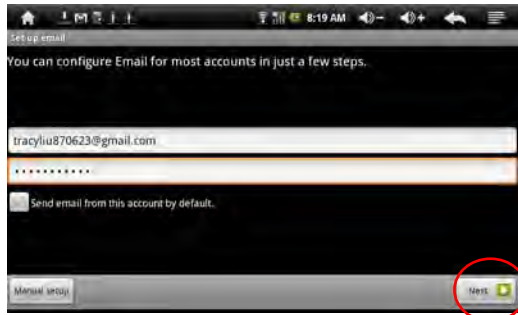 8:19 AM
Set up email
You can configure Email for most accounts in just a few steps.
tracyliu870623@gmail.com
Send email from this account by default.
Manual setup
Next